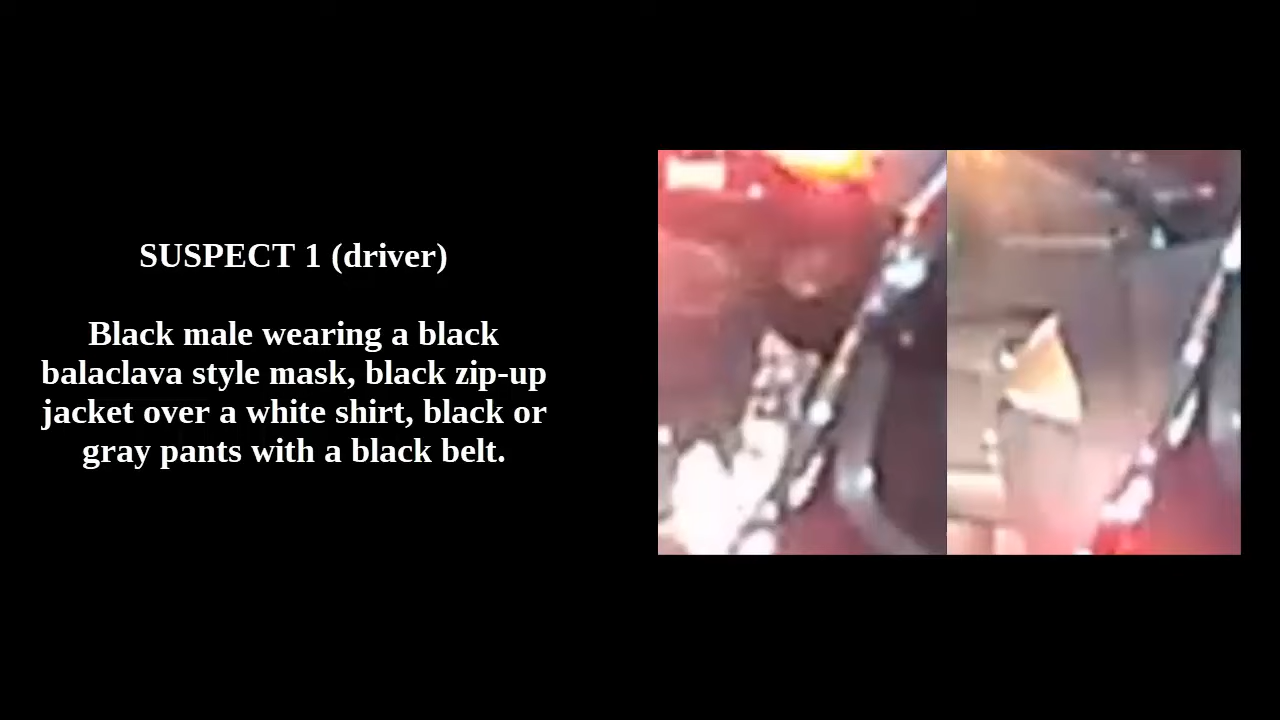 SUSPECT 1 (driver)
Black male wearing a black
balaclava style mask, black zip-up
jacket over a white shirt, black or
gray pants with a black belt.